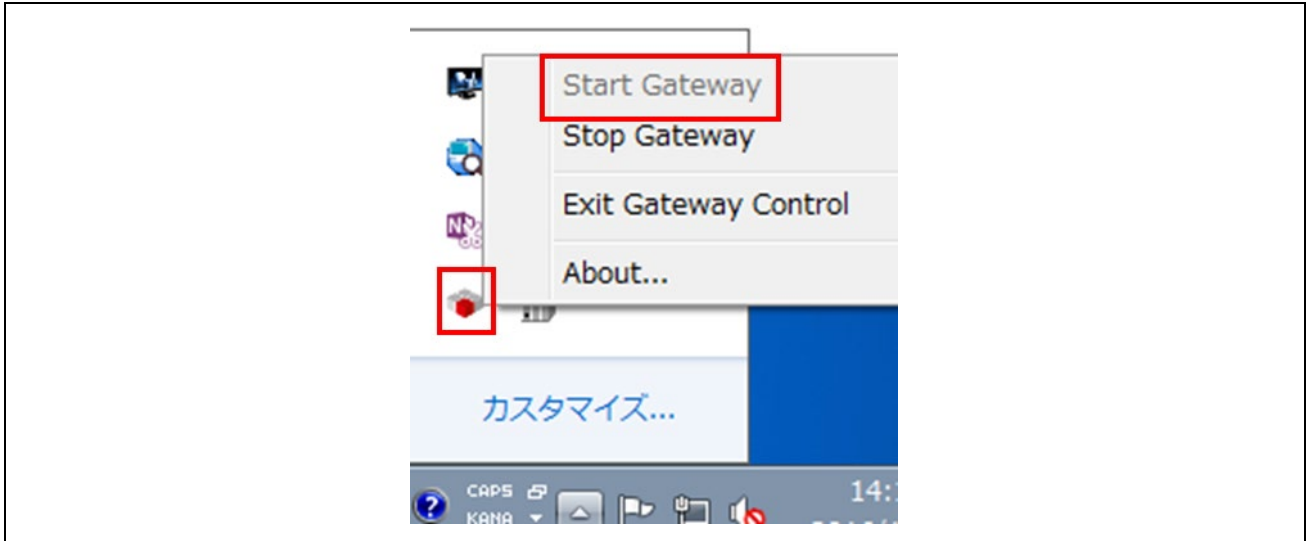 Start Gateway
Stop Gateway
Exit Gateway Control
About...
カスタマイズ...
CAPS
KANA
14: